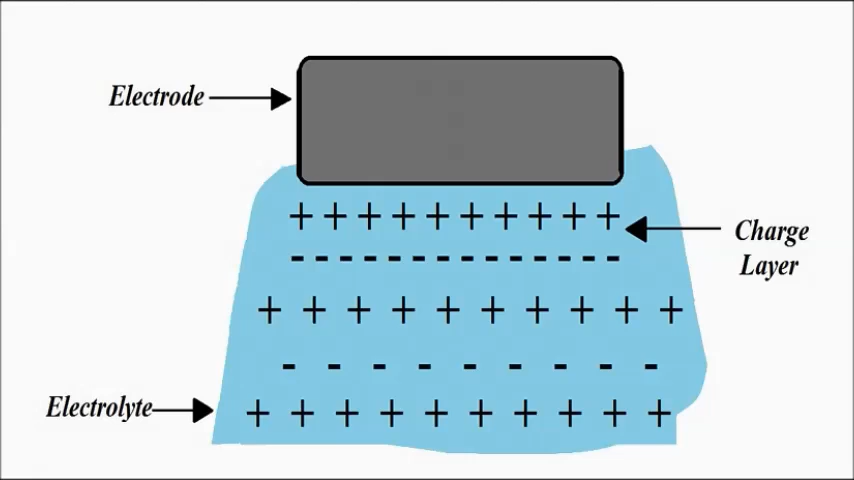 Electrode
+ + + + + + + + + +
- - - - - - - - - - - - - -
Charge
Layer
+ + + + + + + + + +
- - - - - - - - -
Electrolyte
+ + + + + + + + + +